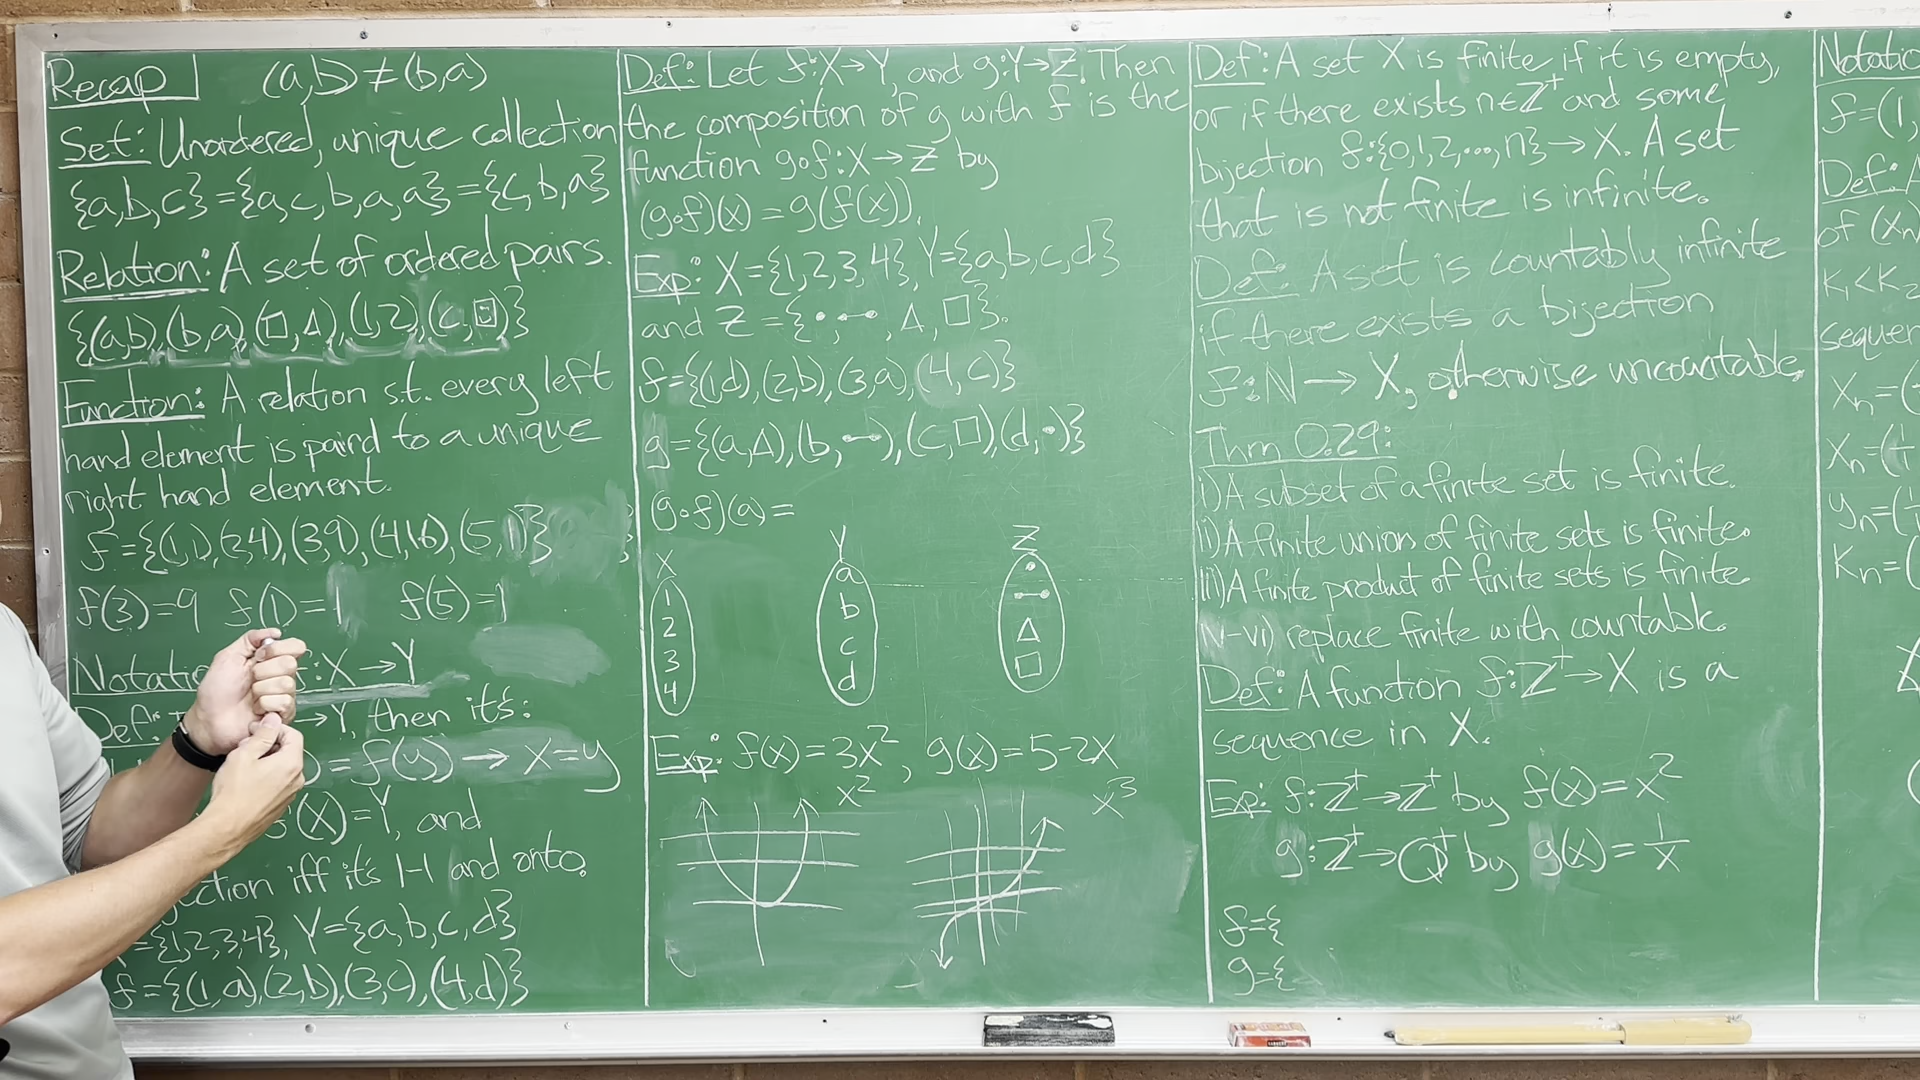 Recap (a,b)≠(b,a)
Set: Unordered, unique collection
{a,b,c}={a,c,b,a,a}={c,b,a}
Relation: A set of ordered pairs.
{(a,b),(b,a),(□,Δ),(1,2),(c,⊡)}
Function: A relation s.t. every left
hand element is paird to a unique
right hand element.
f={(1,1),(2,4),(3,9),(4,16),(5,1)}
f(3)=9 f(1)=1 f(5)=1
f:X→Y
Def: →Y, then it's:
)=f(y)→x=y
(X)=Y, and
ction iff it's 1-1 and onto.
={1,2,3,4}, Y={a,b,c,d}
f={(1,a),(2,b),(3,c),(4,d)}
Def: Let f:X→Y, and g:Y→Z. Then
the composition of g with f is the
function g∘f:X→Z by
(g∘f)(x)=g(f(x)).
Exp: X={1,2,3,4}, Y={a,b,c,d}
and Z={•,•–•,Δ,□}.
f={(1,d),(2,b),(3,a),(4,c)}
g={(a,Δ),(b,•–•),(c,□)(d,•)}
(g∘f)(a)=
X Y Z
1 a •
2 b •–•
3 c Δ
4 d □
Exp: f(x)=3x², g(x)=5-2x
x² x³
Def: A set X is finite if it is empty,
or if there exists n∈Z⁺ and some
bijection f:{0,1,2,...,n}→X. A set
that is not finite is infinite.
Def: A set is countably infinite
if there exists a bijection
f:N→X, otherwise uncountable.
Thm 0.29:
i) A subset of a finite set is finite.
ii) A finite union of finite sets is finite.
iii) A finite product of finite sets is finite
iv-vi) replace finite with countable.
Def: A function f:Z⁺→X is a
sequence in X.
Exp: f:Z⁺→Z⁺ by f(x)=x²
g:Z⁺→Q⁺ by g(x)=1/x
f={
g={
f=(1,
Def:
of (xn)
K₁<K₂
Xn=(
Xn=(
yn=(
Kn=(